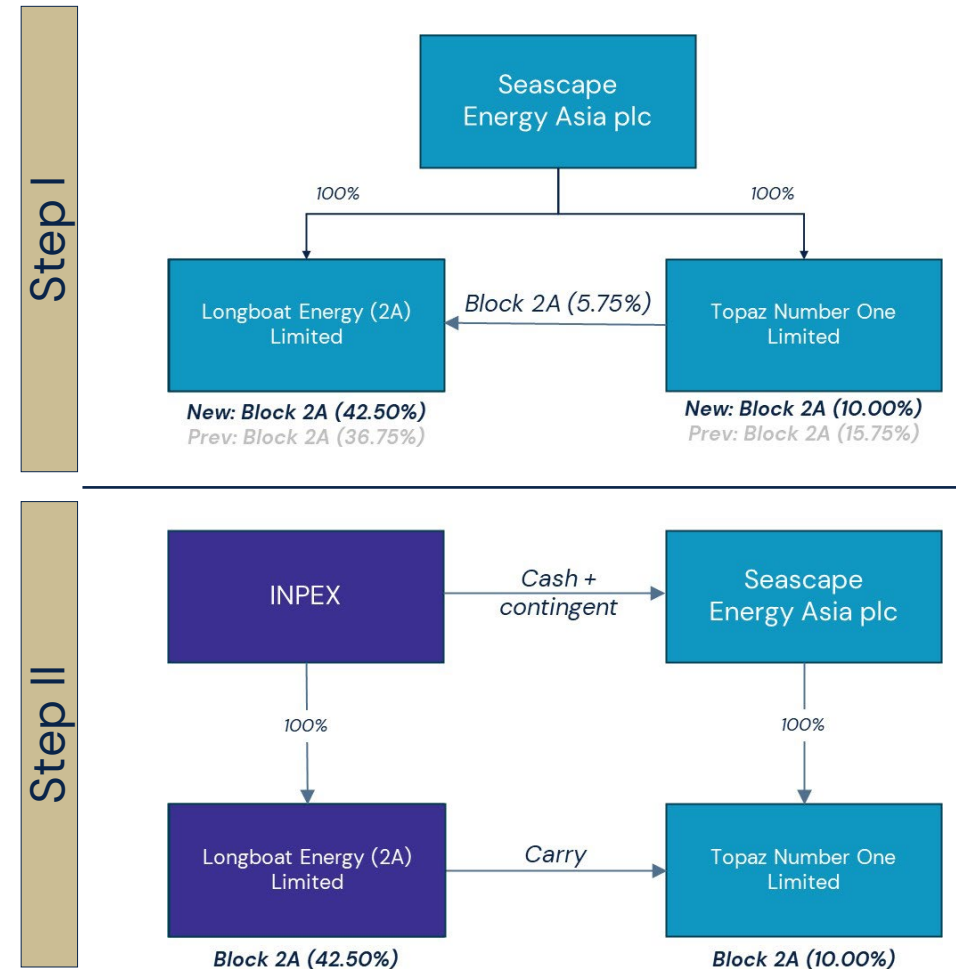 Step I
Seascape
Energy Asia plc
100%
100%
Longboat Energy (2A)
Limited
Block 2A (5.75%)
Topaz Number One
Limited
New: Block 2A (42.50%)
Prev: Block 2A (36.75%)
New: Block 2A (10.00%)
Prev: Block 2A (15.75%)
Step II
INPEX
Cash +
contingent
Seascape
Energy Asia plc
100%
100%
Longboat Energy (2A)
Limited
Carry
Topaz Number One
Limited
Block 2A (42.50%)
Block 2A (10.00%)